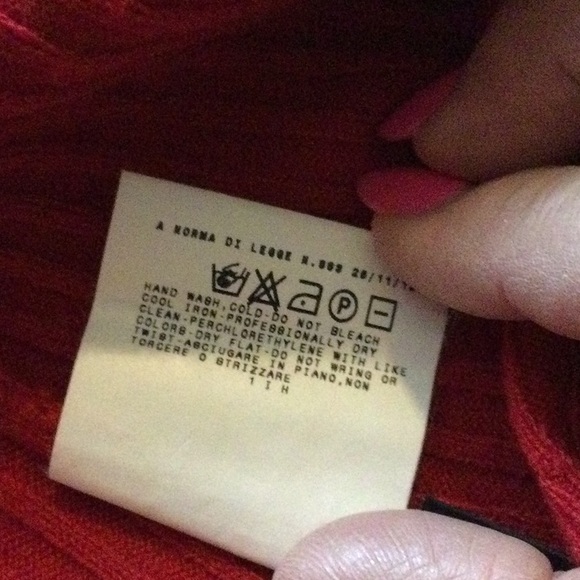 A NORMA DI LEGGE N.883 26/11/
P
HAND WASH,COLD-DO NOT BLEACH
COOL IRON-PROFESSIONALLY DRY
CLEAN-PERCHLORETHYLENE WITH LIKE
COLORS-DRY FLAT-DO NOT WRING OR
TWIST-ASCIUGARE IN PIANO,NON
TORCERE O STRIZZARE
1 I H